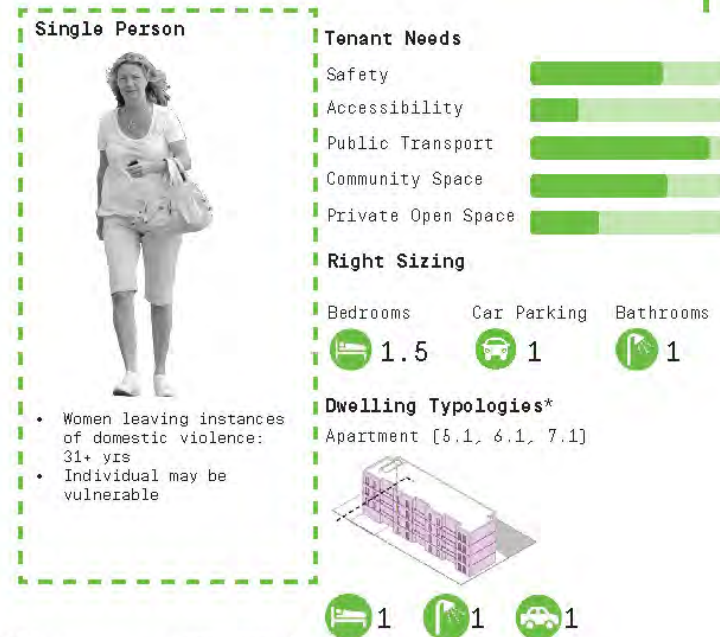 Single Person
• Women leaving instances
of domestic violence:
31+ yrs
• Individual may be
vulnerable
Tenant Needs
Safety
Accessibility
Public Transport
Community Space
Private Open Space
Right Sizing
Bedrooms
Car Parking
Bathrooms
1.5
1
1
Dwelling Typologies*
Apartment (5.1, 6.1, 7.1)
1
1
1